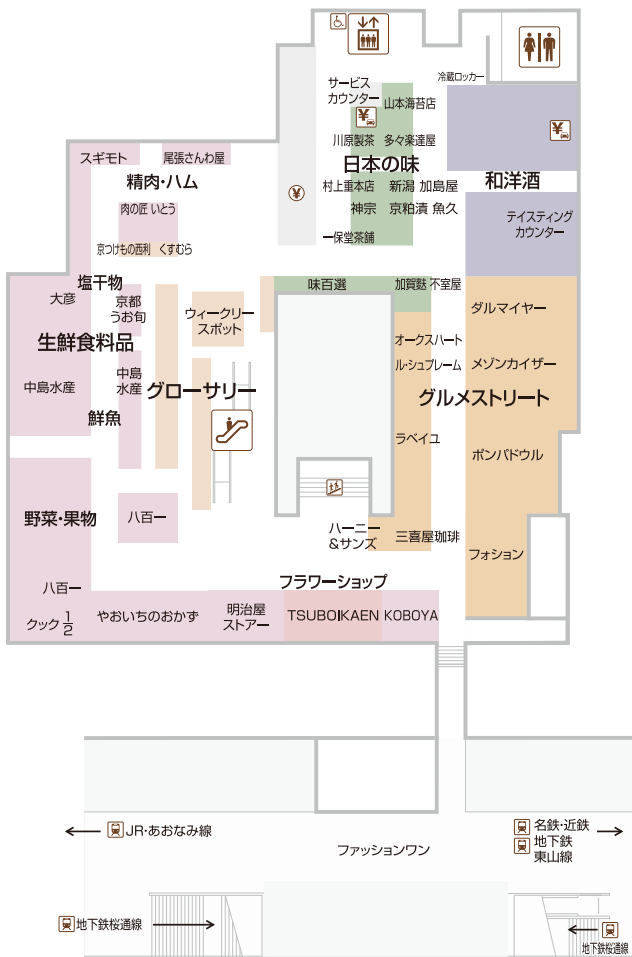 冷蔵ロッカー
サービス
カウンター
山本海苔店
¥
¥
川原製茶
多々楽達屋
日本の味
スギモト
尾張さんわ屋
精肉・ハム
¥
村上重本店
新潟 加島屋
和洋酒
肉の匠 いとう
神宗
京粕漬 魚久
テイスティング
カウンター
一保堂茶舗
京つけもの西利
くすむら
塩干物
味百選
加賀麩 不室屋
大彦
京都
うお旬
ウィークリー
スポット
ダルマイヤー
生鮮食料品
オークスハート
ル・シュプレーム
メゾンカイザー
中島水産
中島
水産
グローサリー
グルメストリート
鮮魚
ラベイユ
ポンパドウル
野菜・果物
八百一
ハーニー
&サンズ
三喜屋珈琲
フォション
フラワーショップ
八百一
クック 1/2
やおいちのおかず
明治屋
ストアー
TSUBOIKAEN
KOBOYA
JR・あおなみ線
ファッションワン
名鉄・近鉄
地下鉄
東山線
地下鉄桜通線
地下鉄桜通線